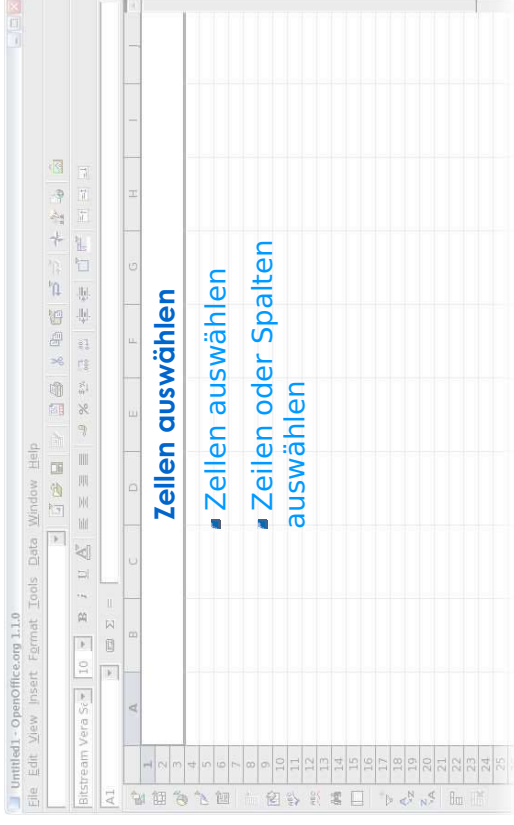 Untitled1 - OpenOffice.org 1.1.0
File Edit View Insert Format Tools Data Window Help
Bitstream Vera Sa 10 B i U A
A1 Σ =
A B C D E F G H I J
Zellen auswählen
Zellen auswählen
Zeilen oder Spalten
auswählen
1
2
3
4
5
6
7
8
9
10
11
12
13
14
15
16
17
18
19
20
21
22
23
24
25